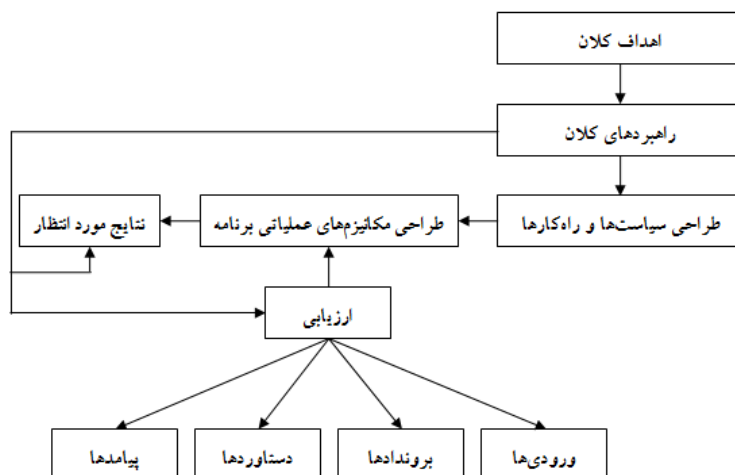 اهداف کلان
راهبردهای کلان
طراحی سیاست‌ها و راه‌کارها
طراحی مکانیزم‌های عملیاتی برنامه
نتایج مورد انتظار
ارزیابی
ورودی‌ها
بروندادها
دستاوردها
پیامدها